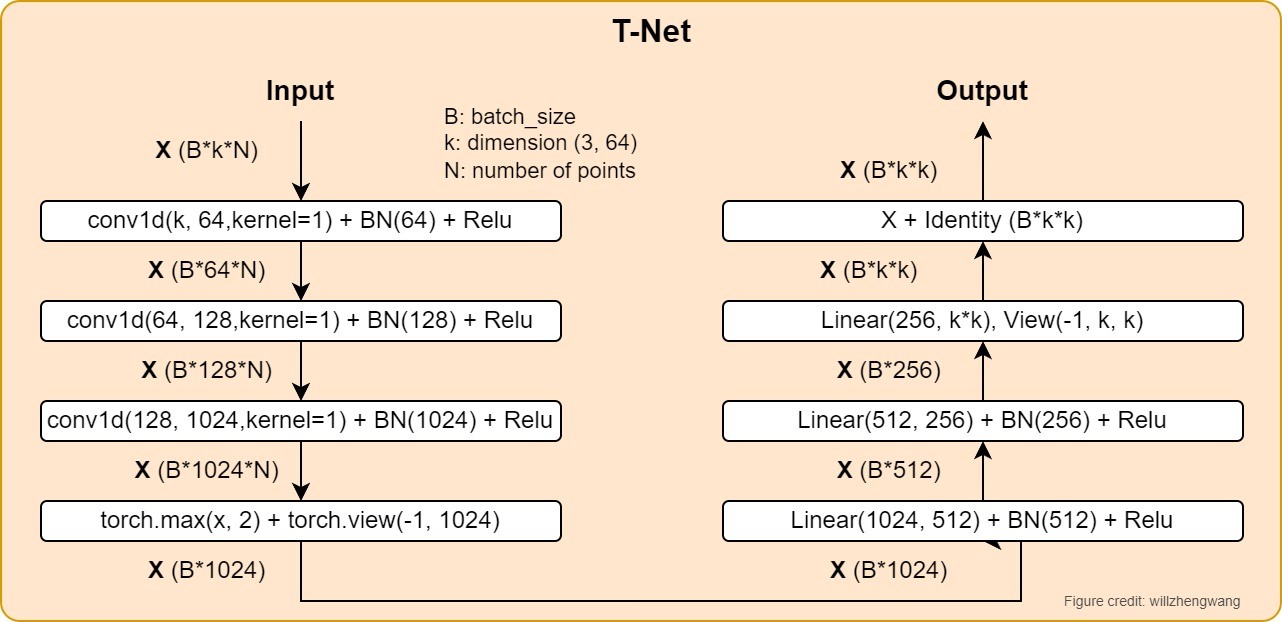 T-Net
Input
Output
B: batch_size
k: dimension (3, 64)
N: number of points
X (B*k*N)
conv1d(k, 64,kernel=1) + BN(64) + Relu
X (B*64*N)
conv1d(64, 128,kernel=1) + BN(128) + Relu
X (B*128*N)
conv1d(128, 1024,kernel=1) + BN(1024) + Relu
X (B*1024*N)
torch.max(x, 2) + torch.view(-1, 1024)
X (B*1024)
X (B*k*k)
X + Identity (B*k*k)
X (B*k*k)
Linear(256, k*k), View(-1, k, k)
X (B*256)
Linear(512, 256) + BN(256) + Relu
X (B*512)
Linear(1024, 512) + BN(512) + Relu
X (B*1024)
Figure credit: willzhengwang